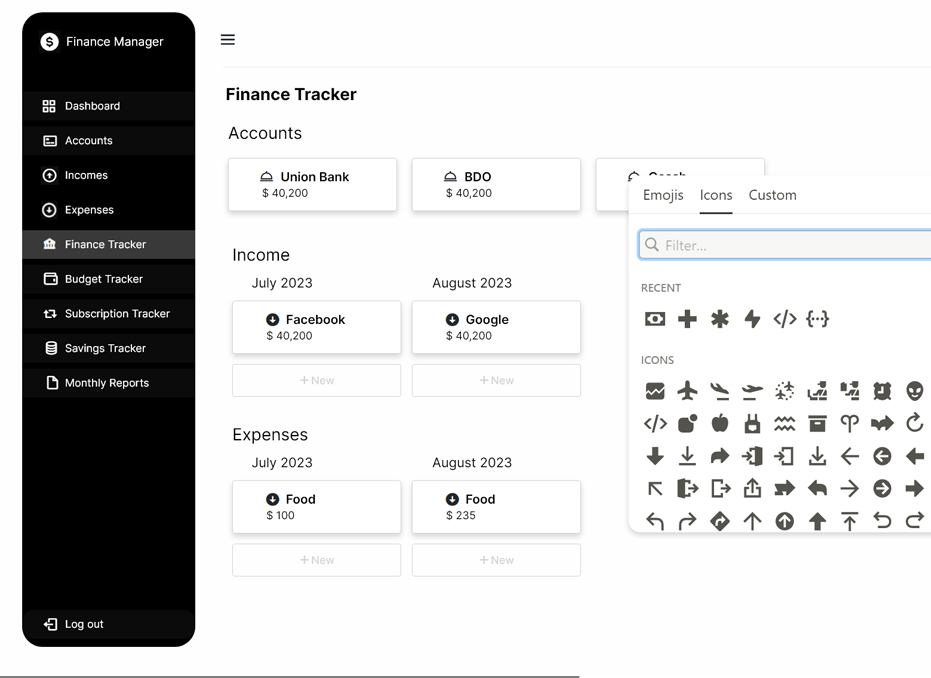 Finance Manager
Dashboard
Accounts
Incomes
Expenses
Finance Tracker
Budget Tracker
Subscription Tracker
Savings Tracker
Monthly Reports
Log out
Finance Tracker
Accounts
Union Bank
$ 40,200
BDO
$ 40,200
Income
July 2023
August 2023
Facebook
$ 40,200
Google
$ 40,200
+ New
+ New
Expenses
July 2023
August 2023
Food
$ 100
Food
$ 235
+ New
+ New
Emojis Icons Custom
Filter...
RECENT
ICONS